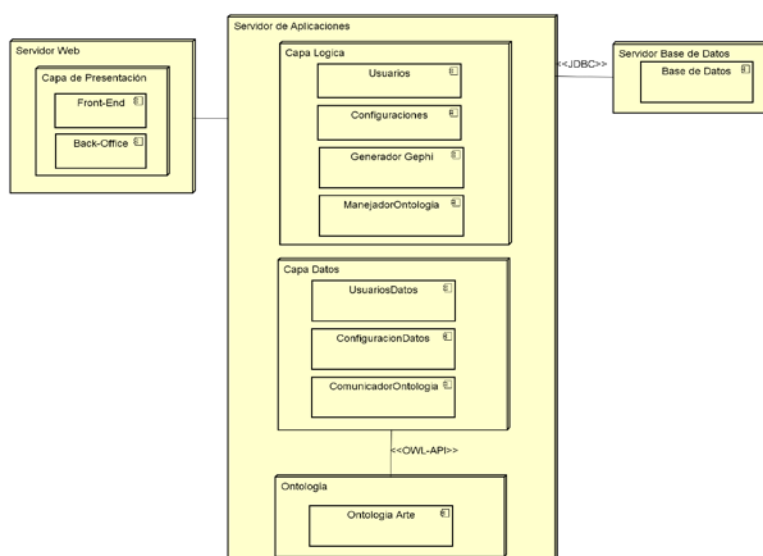 Servidor Web
Capa de Presentación
Front-End
Back-Office
Servidor de Aplicaciones
Capa Logica
Usuarios
Configuraciones
Generador Gephi
ManejadorOntologia
Capa Datos
UsuariosDatos
ConfiguracionDatos
ComunicadorOntologia
<<OWL-API>>
Ontología
Ontologia Arte
<<JDBC>>
Servidor Base de Datos
Base de Datos